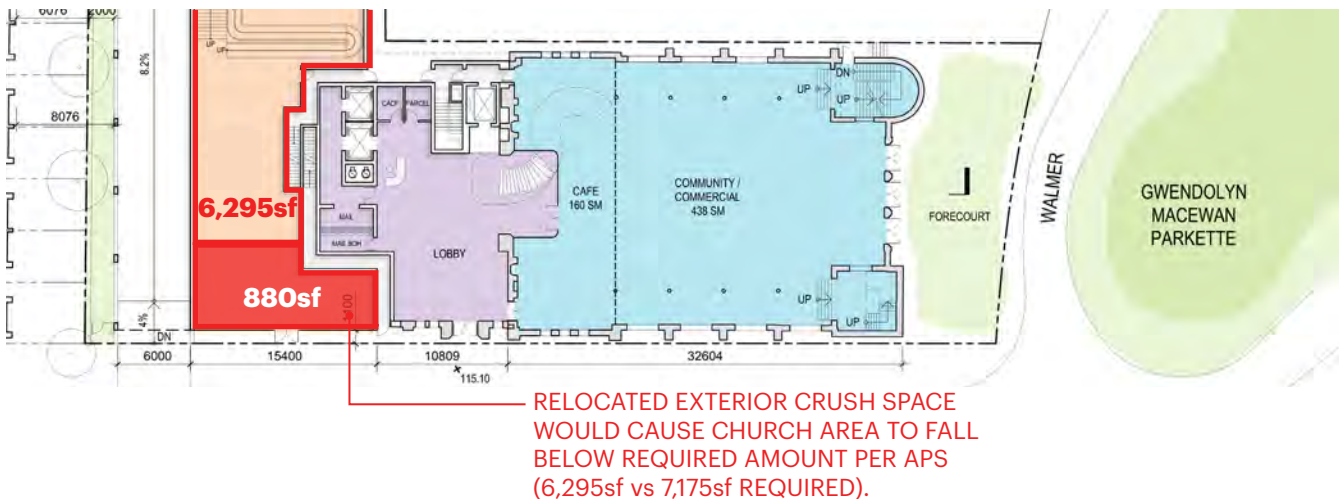 6076
2000
UP
UP
8.2%
8076
DN
UP
UP
CACF
PARCEL
6,295sf
CAFE
160 SM
COMMUNITY /
COMMERCIAL
438 SM
FORECOURT
WALMER
GWENDOLYN
MACEWAN
PARKETTE
MAIL
LOBBY
880sf
UP
UP
4%
DN
6000
15400
10809
32604
115.10
RELOCATED EXTERIOR CRUSH SPACE
WOULD CAUSE CHURCH AREA TO FALL
BELOW REQUIRED AMOUNT PER APS
(6,295sf vs 7,175sf REQUIRED).